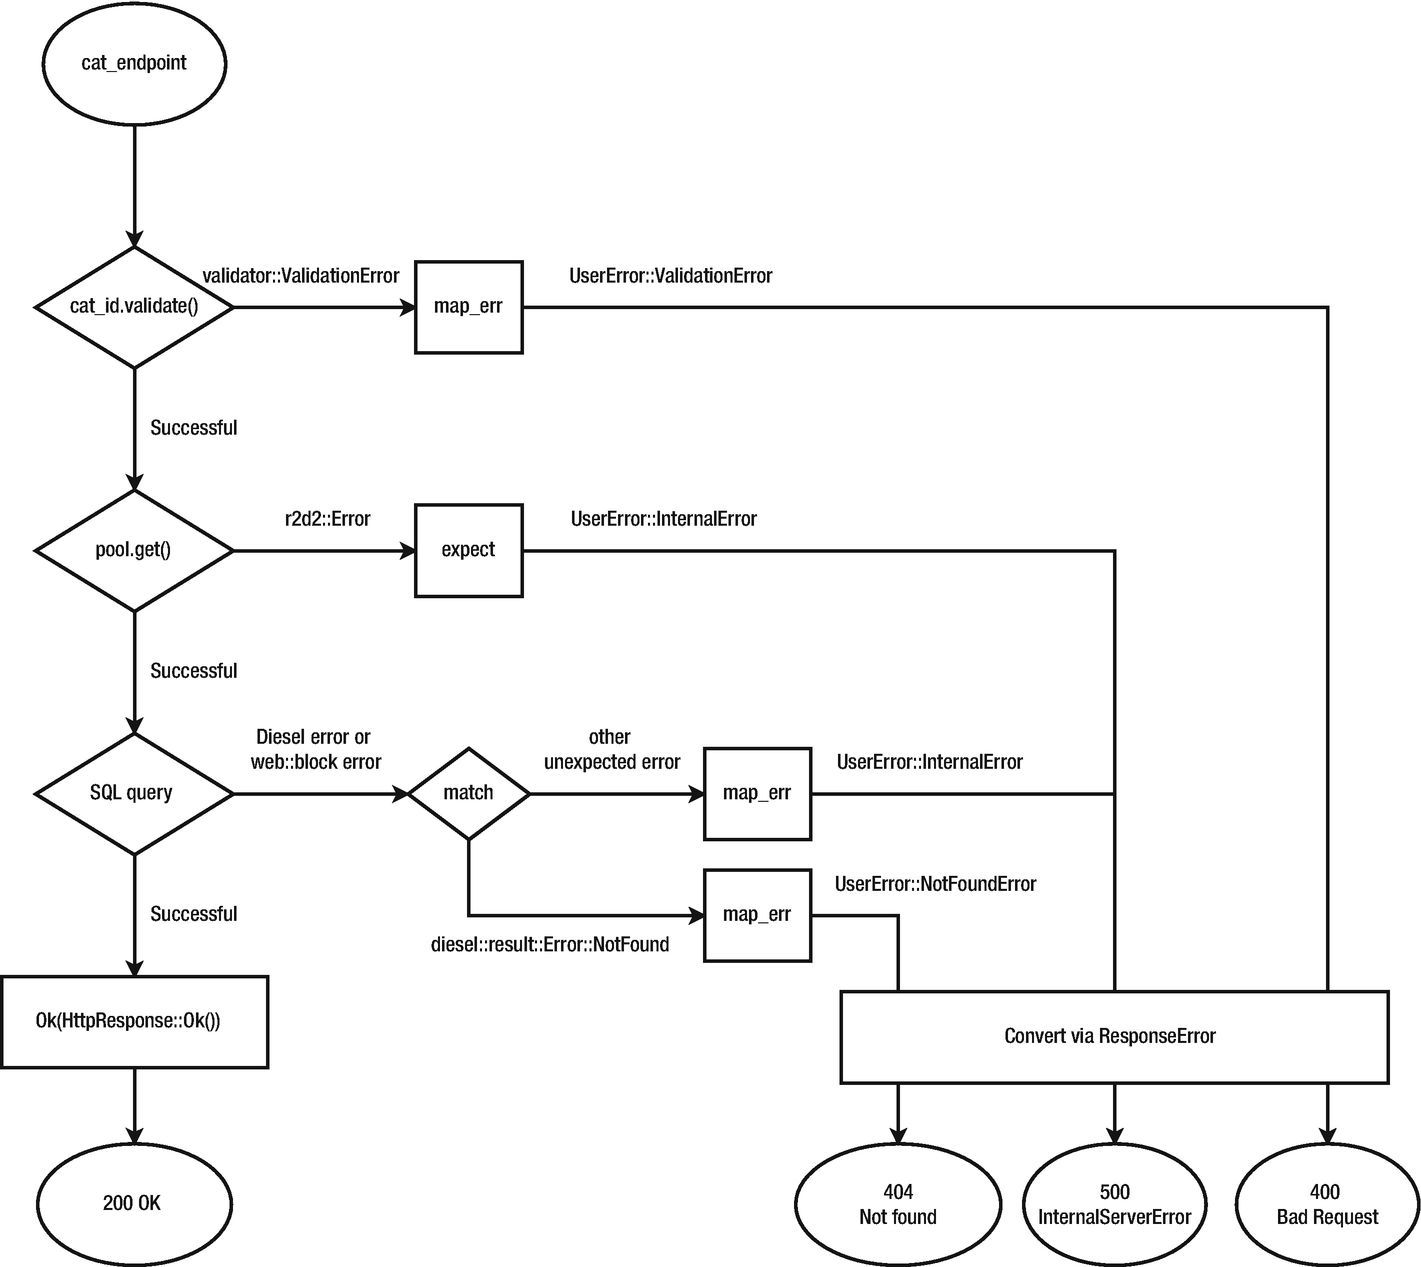 cat_endpoint
validator::ValidationError
UserError::ValidationError
cat_id.validate()
map_err
Successful
r2d2::Error
UserError::InternalError
pool.get()
expect
Successful
Diesel error or
web::block error
other
unexpected error
UserError::InternalError
SQL query
match
map_err
UserError::NotFoundError
Successful
map_err
diesel::result::Error::NotFound
Ok(HttpResponse::Ok())
Convert via ResponseError
200 OK
404
Not found
500
InternalServerError
400
Bad Request